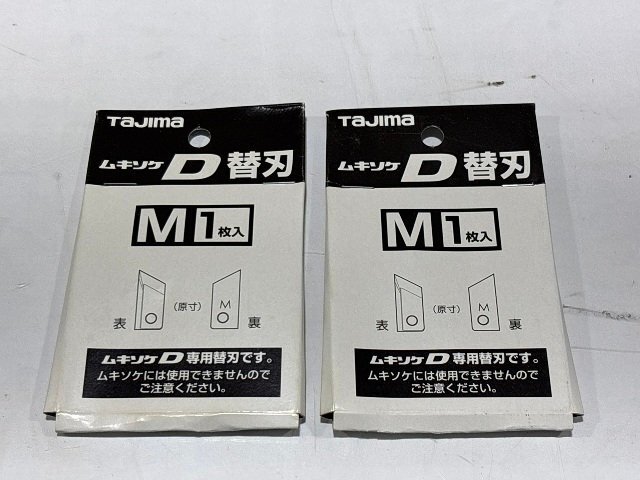 TaJIma
ムキソケD替刃
M1枚入
表
(原寸)
M
裏
ムキソケD専用替刃です。
ムキソケには使用できませんので
ご注意ください。
TaJIma
ムキソケD替刃
M1枚入
表
(原寸)
M
裏
ムキソケD専用替刃です。
ムキソケには使用できませんので
ご注意ください。